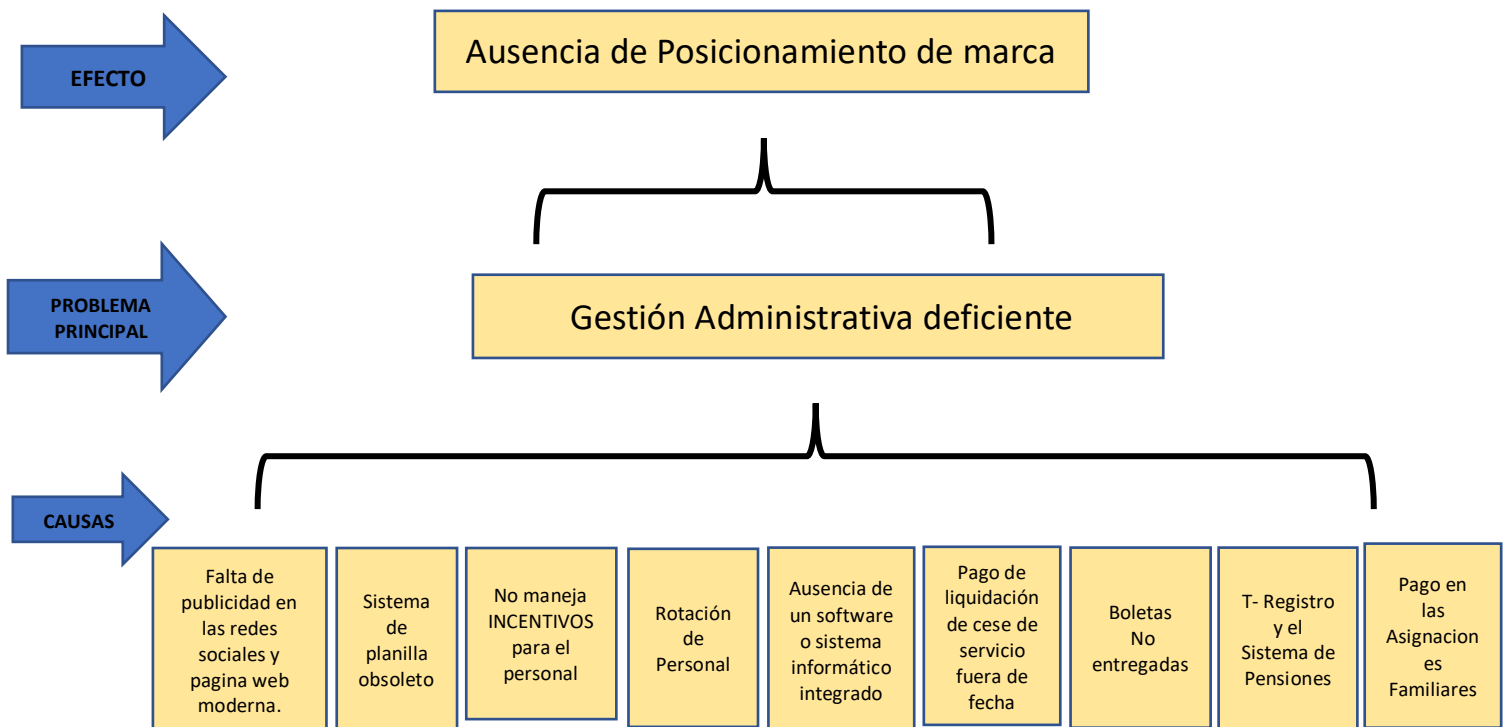 EFECTO
Ausencia de Posicionamiento de marca
PROBLEMA
PRINCIPAL
Gestión Administrativa deficiente
CAUSAS
Falta de
publicidad en
las redes
sociales y
pagina web
moderna.
Sistema
de
planilla
obsoleto
No maneja
INCENTIVOS
para el
personal
Rotación
de
Personal
Ausencia de
un software
o sistema
informático
integrado
Pago de
liquidación
de cese de
servicio
fuera de
fecha
Boletas
No
entregadas
T- Registro
y el
Sistema de
Pensiones
Pago en
las
Asignacion
es
Familiares